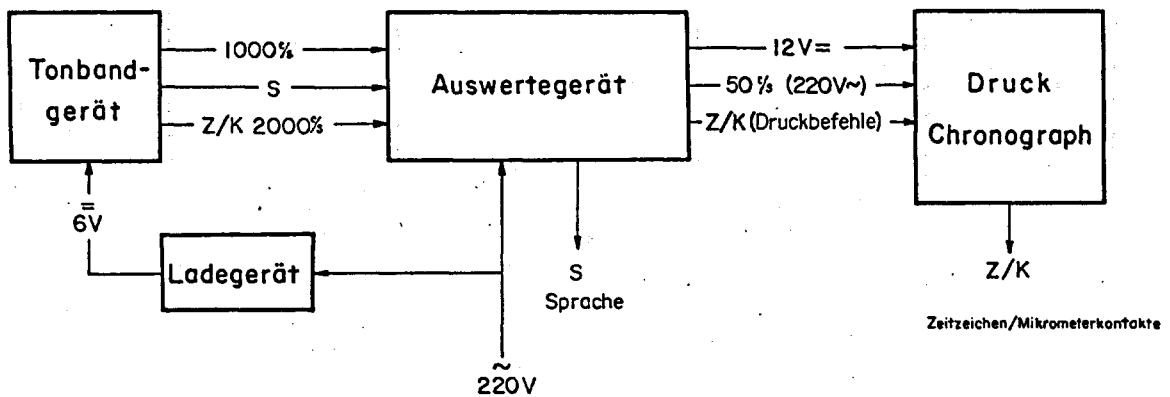 Tonband-
gerät
1000%
S
Z/K 2000%
Auswertegerät
12V=
50 c/s (220V~)
Z/K (Druckbefehle)
Druck
Chronograph
=
6V
Ladegerät
S
Sprache
Z/K
Zeitzeichen/Mikrometerkontakte
~
220V